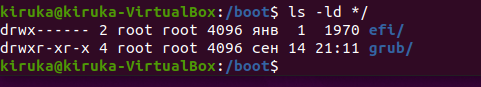 kiruka@kiruka-VirtualBox:/boot$ ls -ld */
drwx------ 2 root root 4096 янв  1  1970 efi/
drwxr-xr-x 4 root root 4096 сен 14 21:11 grub/
kiruka@kiruka-VirtualBox:/boot$